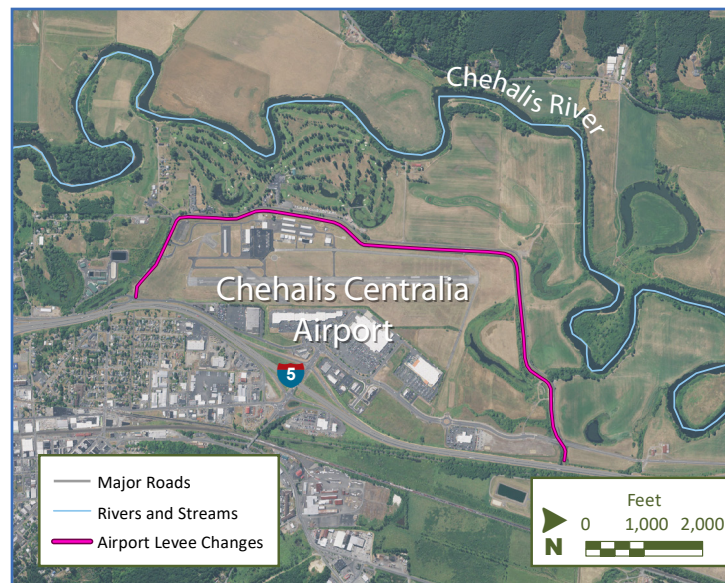 Chehalis River
Chehalis Centralia
Airport
5
Major Roads
Rivers and Streams
Airport Levee Changes
Feet
0 1,000 2,000
N